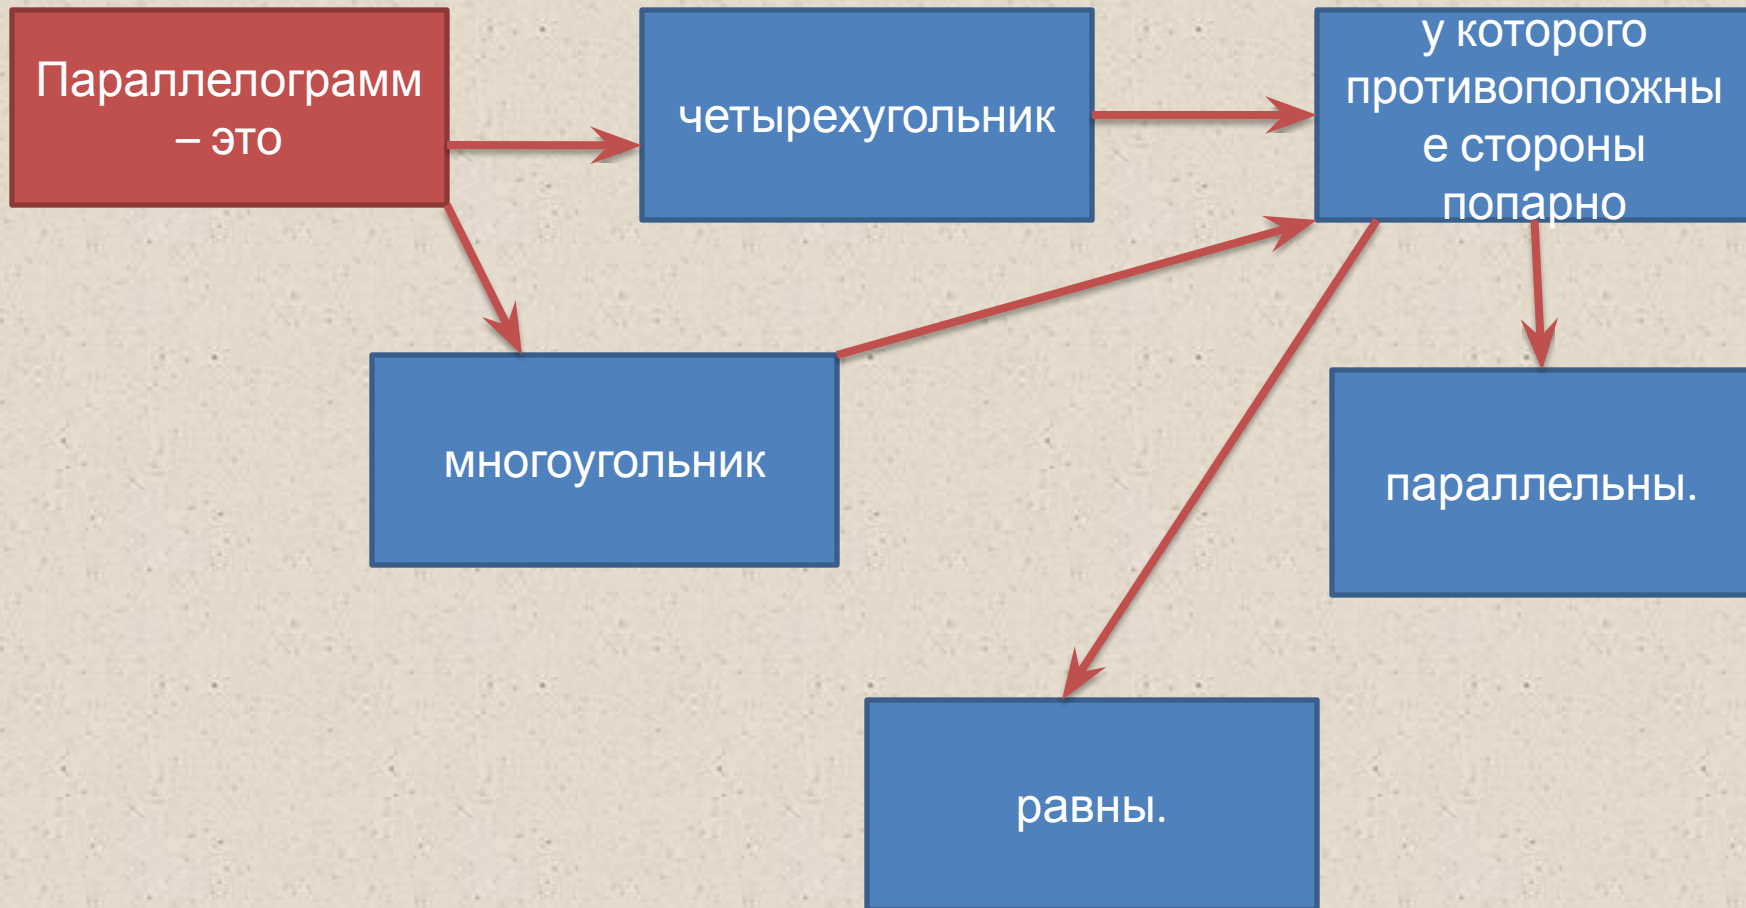 Параллелограмм
– это
четырехугольник
у которого
противоположны
е стороны
попарно
многоугольник
параллельны.
равны.